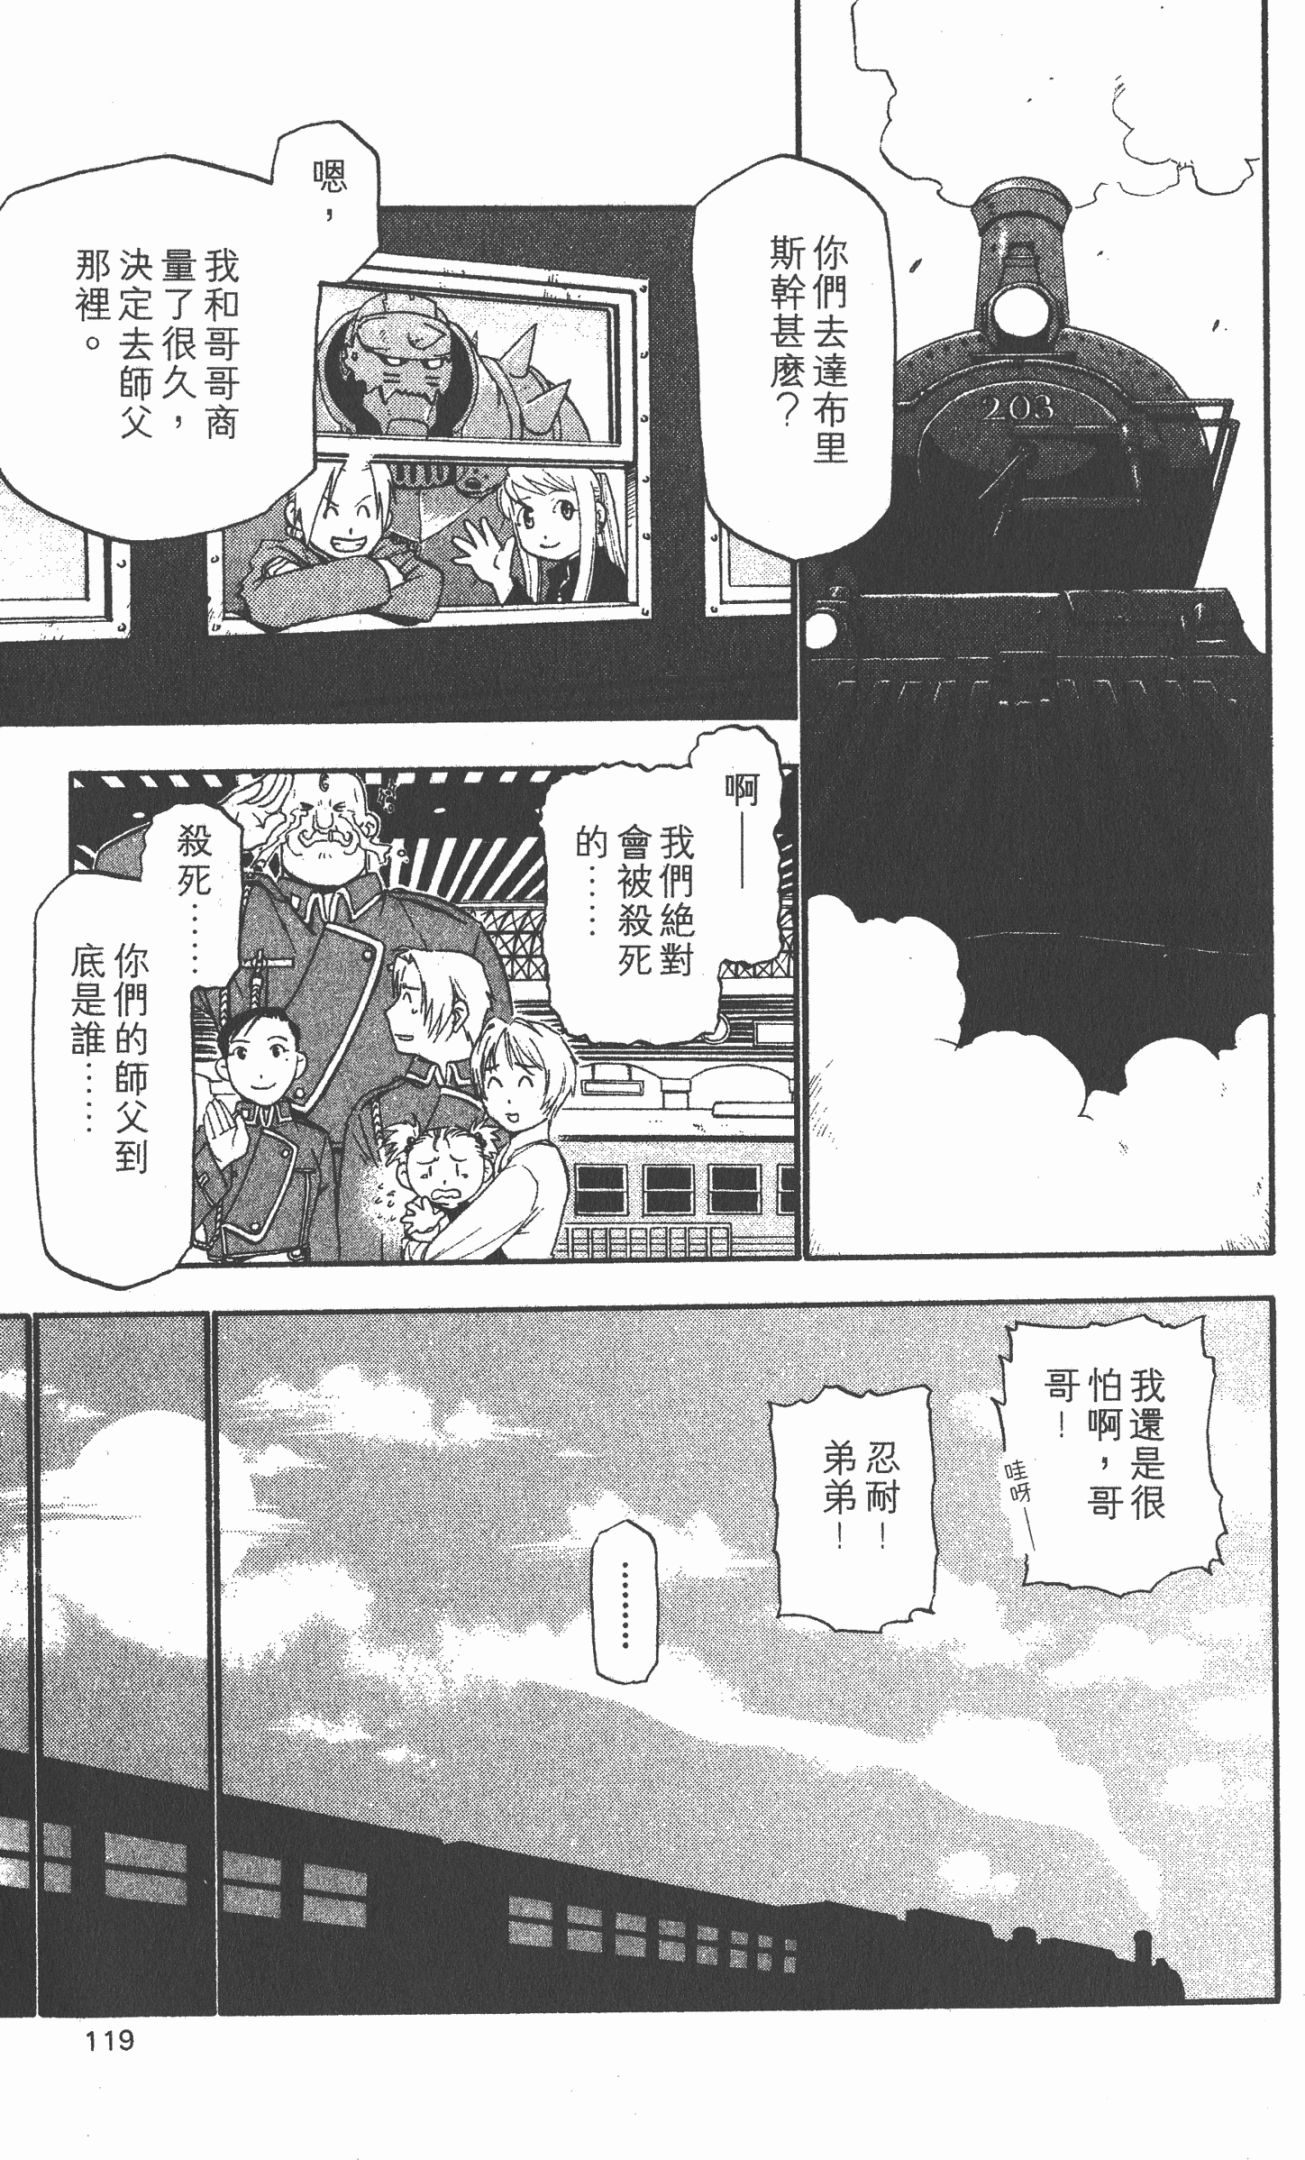 203
你們去達布里
斯幹甚麼？
嗯，
我和哥哥商
量了很久，
決定去師父
那裡。
啊——
我們絕對
會被殺死
的……
殺死……
你們的師父到
底是誰……
我還是很
怕啊，哥
哥！
哇呀——
忍耐！
弟弟！
………
119